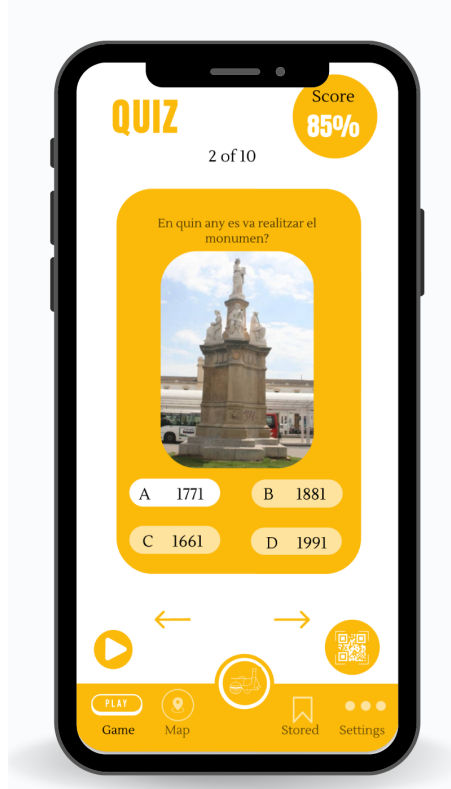 QUIZ
Score
85%
2 of 10
En quin any es va realitzar el
monumen?
A 1771
B 1881
C 1661
D 1991
PLAY
Game
Map
Stored
Settings